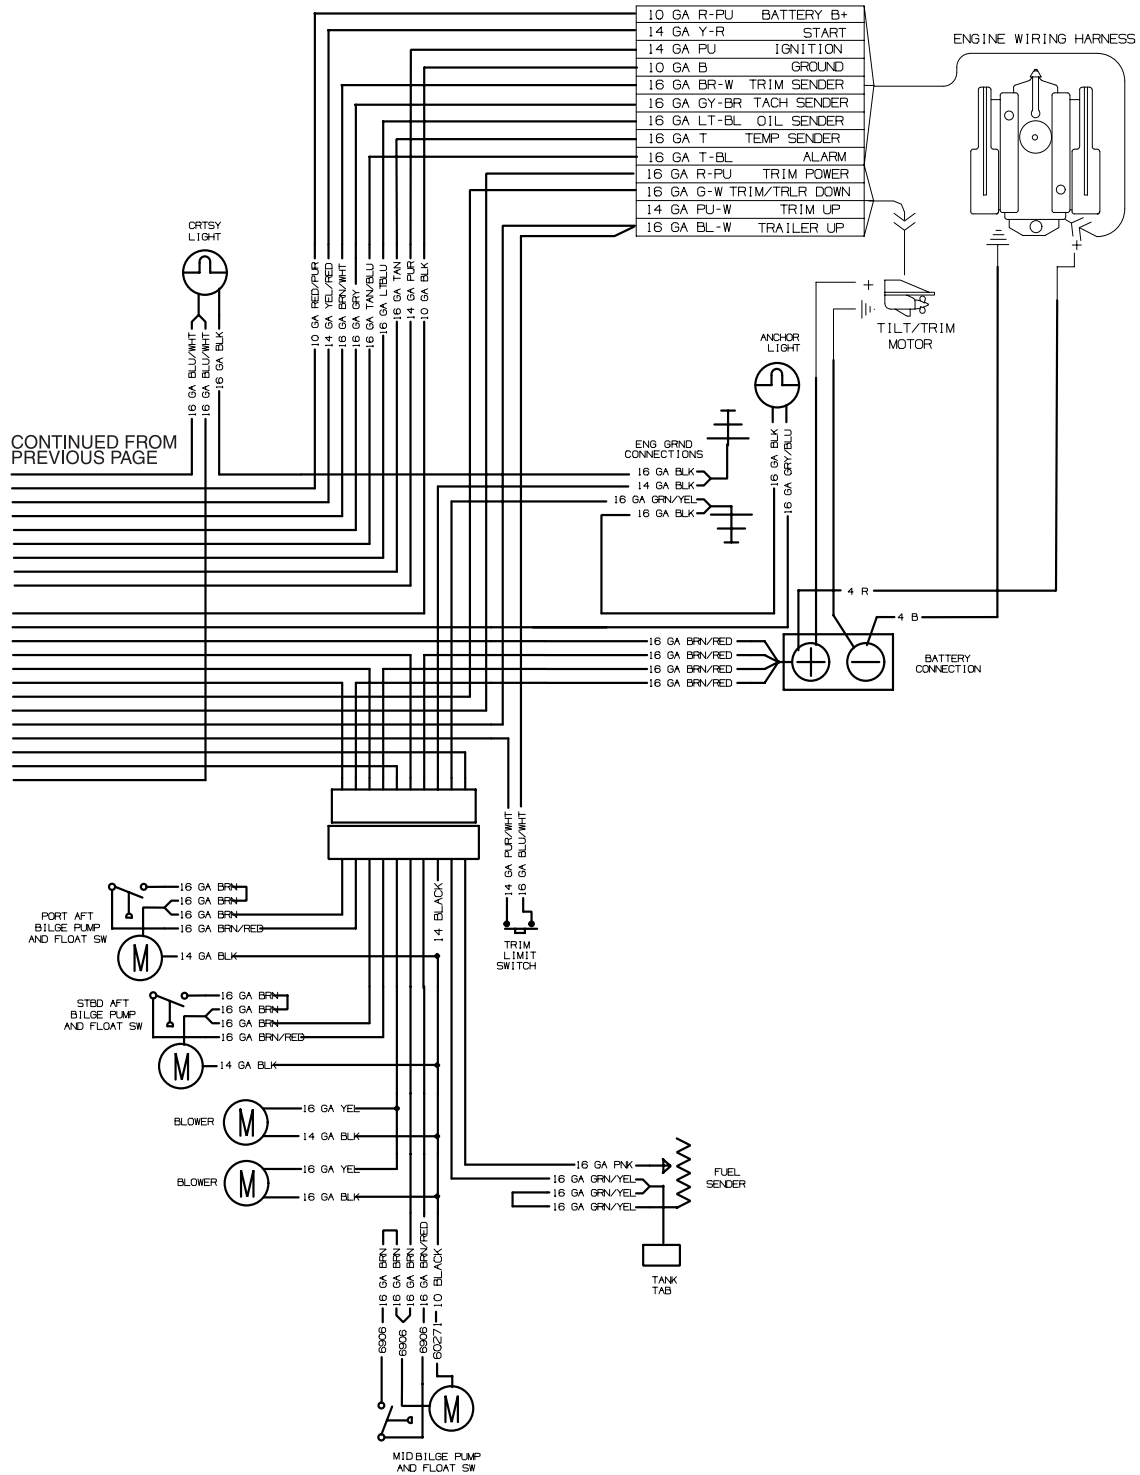 10 GA R-PU BATTERY B+
14 GA Y-R START
14 GA PU IGNITION
10 GA B GROUND
16 GA BR-W TRIM SENDER
16 GA GY-BR TACH SENDER
16 GA LT-BL OIL SENDER
16 GA T TEMP SENDER
16 GA T-BL ALARM
16 GA R-PU TRIM POWER
16 GA G-W TRIM/TRLR DOWN
14 GA PU-W TRIM UP
16 GA BL-W TRAILER UP
ENGINE WIRING HARNESS
CRTSY
LIGHT
16 GA BLU/WHT
16 GA BLU/WHT
16 GA BLK
10 GA RED/PUR
14 GA YEL/RED
16 GA BRN/WHT
16 GA GRY
16 GA TAN/BLU
16 GA LTBLU
16 GA TAN
14 GA PUR
10 GA BLK
+
TILT/TRIM
MOTOR
+
ANCHOR
LIGHT
16 GA BLK
16 GA GRY/BLU
CONTINUED FROM
PREVIOUS PAGE
ENG GRND
CONNECTIONS
16 GA BLK
14 GA BLK
16 GA GRN/YEL
16 GA BLK
4 R
4 B
16 GA BRN/RED
16 GA BRN/RED
16 GA BRN/RED
16 GA BRN/RED
BATTERY
CONNECTION
14 GA PUR/WHT
16 GA BLU/WHT
TRIM
LIMIT
SWITCH
14 BLACK
16 GA BRN
16 GA BRN
16 GA BRN
16 GA BRN/RED
PORT AFT
BILGE PUMP
AND FLOAT SW
M
14 GA BLK
16 GA BRN
16 GA BRN
16 GA BRN
16 GA BRN/RED
STBD AFT
BILGE PUMP
AND FLOAT SW
M
14 GA BLK
BLOWER
M
16 GA YEL
14 GA BLK
BLOWER
M
16 GA YEL
16 GA BLK
16 GA PNK
16 GA GRN/YEL
16 GA GRN/YEL
16 GA GRN/YEL
FUEL
SENDER
TANK
TAB
6906 16 GA BRN
6906 16 GA BRN
16 GA BRN
6906 16 GA BRN/RED
60271 10 BLACK
M
MID BILGE PUMP
AND FLOAT SW